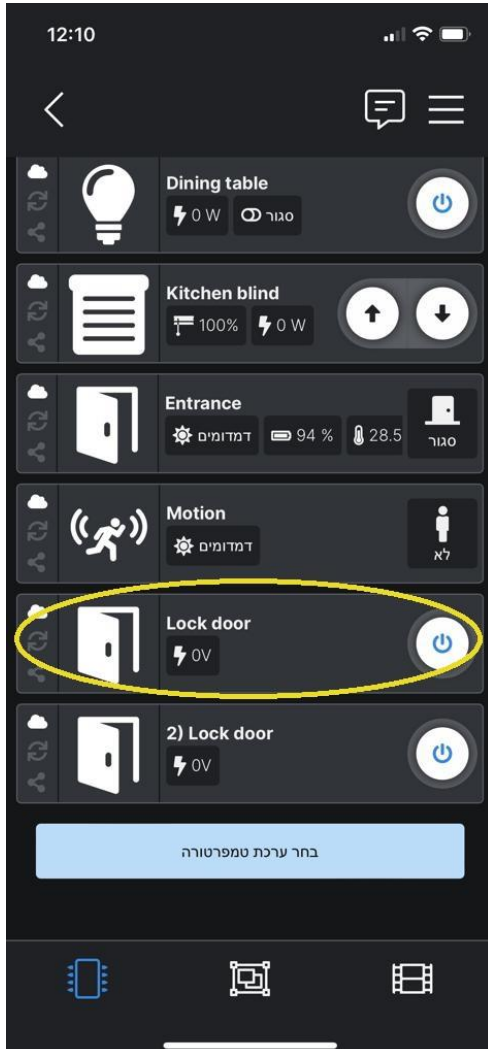 12:10
Dining table
0 W סגור
Kitchen blind
100% 0 W
Entrance
דמדומים 94 % 28.5
סגור
Motion
דמדומים
לא
Lock door
0V
2) Lock door
0V
בחר ערכת טמפרטורה